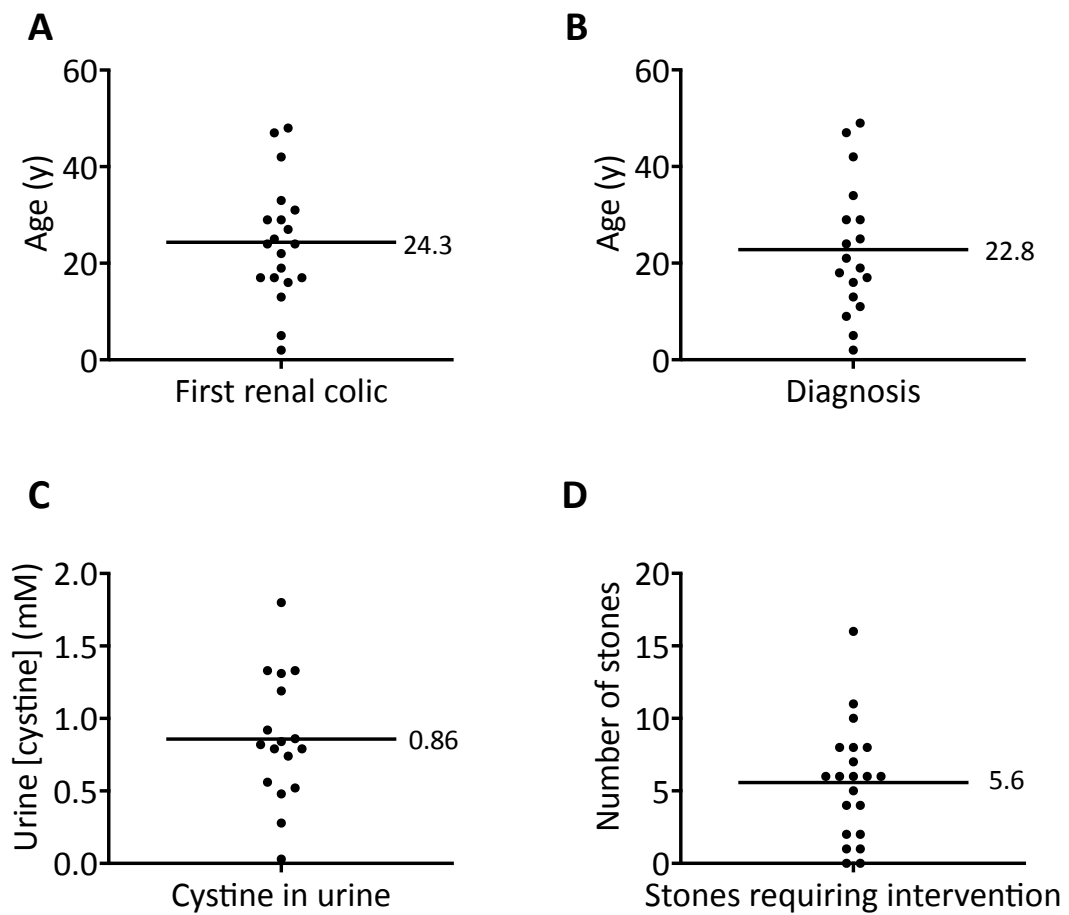 A
60
40
20
0
Age (y)
24.3
First renal colic
B
60
40
20
0
Age (y)
22.8
Diagnosis
C
2.0
1.5
1.0
0.5
0.0
Urine [cystine] (mM)
0.86
Cystine in urine
D
20
15
10
5
0
Number of stones
5.6
Stones requiring intervention